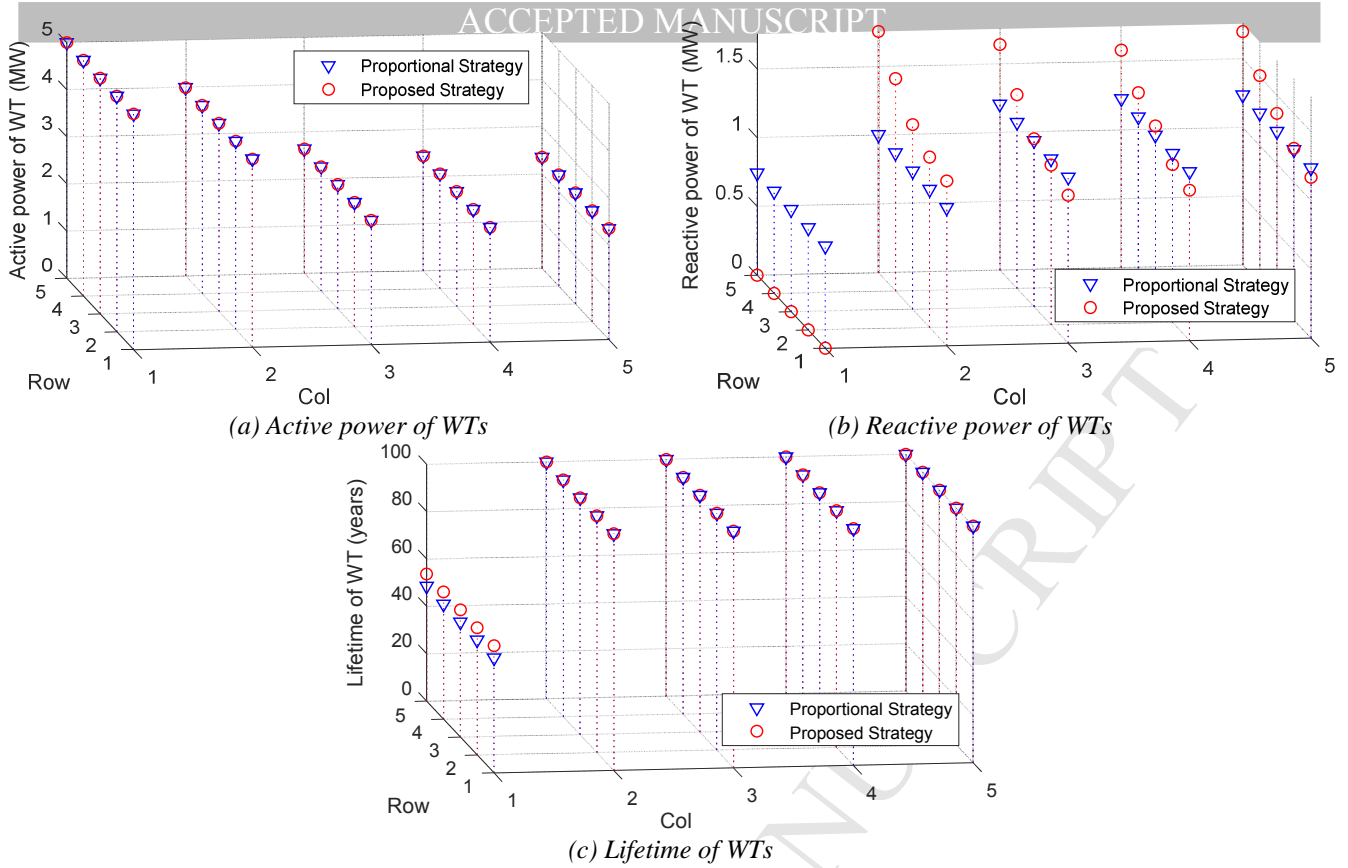 ACCEPTED MANUSCRIPT
Active power of WT (MW)
5
4
3
2
1
0
5
4
3
2
1
Row
1
2
3
4
5
Col
Proportional Strategy
Proposed Strategy
(a) Active power of WTs
Reactive power of WT (MW)
1.5
1
0.5
0
5
4
3
2
1
Row
1
2
3
4
5
Col
Proportional Strategy
Proposed Strategy
(b) Reactive power of WTs
Lifetime of WT (years)
100
80
60
40
20
0
5
4
3
2
1
Row
1
2
3
4
5
Col
Proportional Strategy
Proposed Strategy
(c) Lifetime of WTs
NUSCRIPT